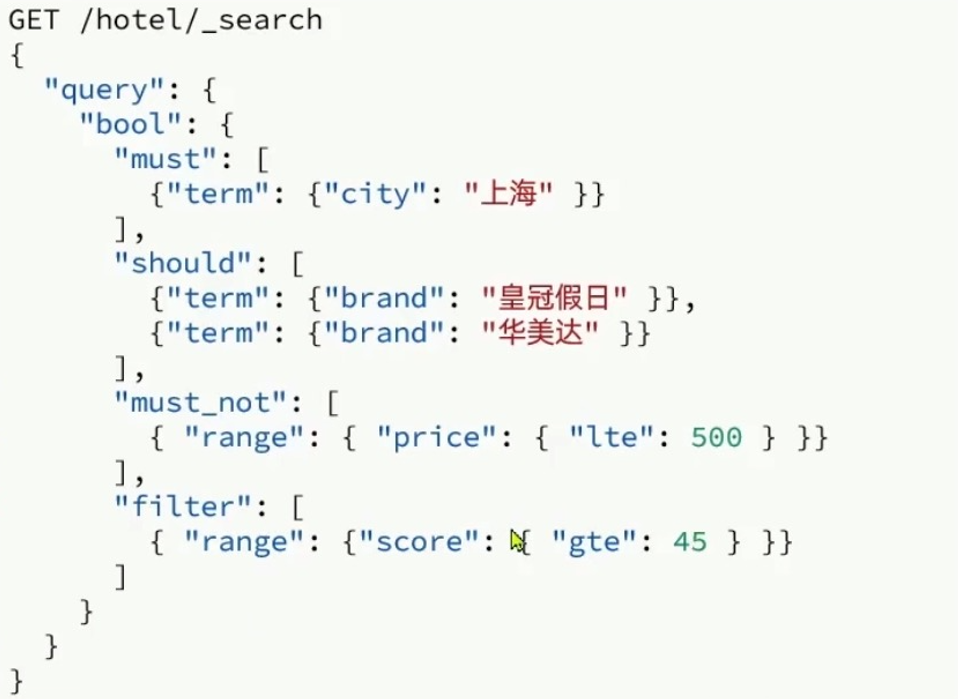 GET /hotel/_search
{
  "query": {
    "bool": {
      "must": [
        {"term": {"city": "上海" }}
      ],
      "should": [
        {"term": {"brand": "皇冠假日" }},
        {"term": {"brand": "华美达" }}
      ],
      "must_not": [
        { "range": { "price": { "lte": 500 } }}
      ],
      "filter": [
        { "range": {"score": { "gte": 45 } }}
      ]
    }
  }
}